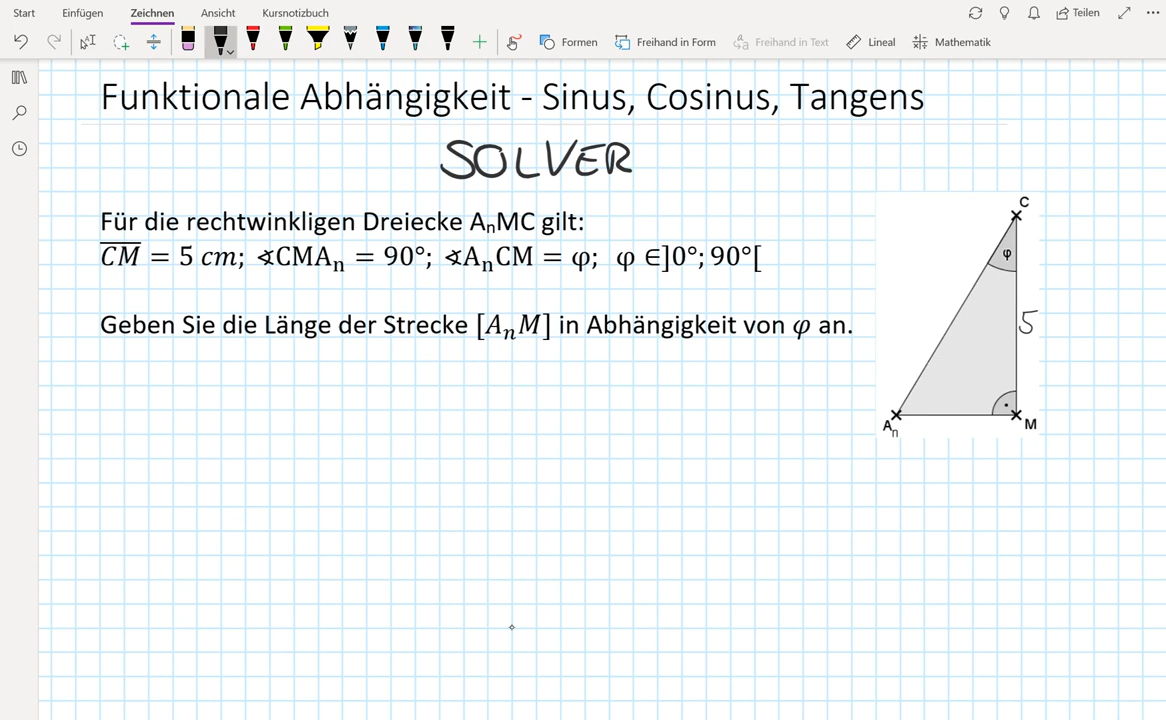 Start Einfügen Zeichnen Ansicht Kursnotizbuch Teilen
Formen Freihand in Form Freihand in Text Lineal Mathematik
Funktionale Abhängigkeit - Sinus, Cosinus, Tangens
SOLVER
Für die rechtwinkligen Dreiecke AₙMC gilt:
C̅M̅ = 5 cm; ∢CMAₙ = 90°; ∢AₙCM = φ; φ ∈]0°; 90°[
Geben Sie die Länge der Strecke [AₙM] in Abhängigkeit von φ an.
C
φ
5
Aₙ
M